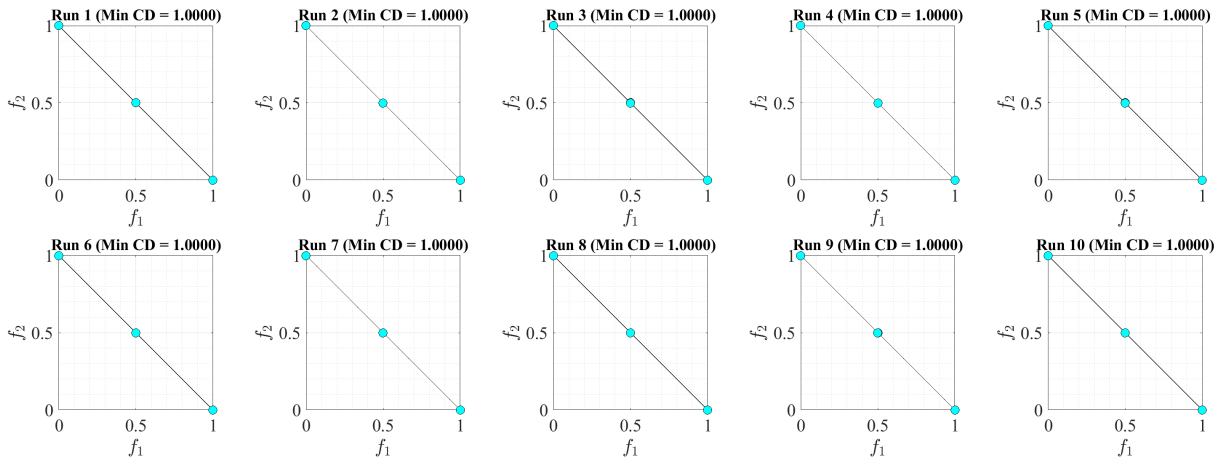 Run 1 (Min CD = 1.0000) Run 2 (Min CD = 1.0000) Run 3 (Min CD = 1.0000) Run 4 (Min CD = 1.0000) Run 5 (Min CD = 1.0000)
1 1 1 1 1
f2 0.5 f2 0.5 f2 0.5 f2 0.5 f2 0.5
0 0 0 0 0
0 0.5 1 0 0.5 1 0 0.5 1 0 0.5 1 0 0.5 1
f1 f1 f1 f1 f1
Run 6 (Min CD = 1.0000) Run 7 (Min CD = 1.0000) Run 8 (Min CD = 1.0000) Run 9 (Min CD = 1.0000) Run 10 (Min CD = 1.0000)
1 1 1 1 1
f2 0.5 f2 0.5 f2 0.5 f2 0.5 f2 0.5
0 0 0 0 0
0 0.5 1 0 0.5 1 0 0.5 1 0 0.5 1 0 0.5 1
f1 f1 f1 f1 f1